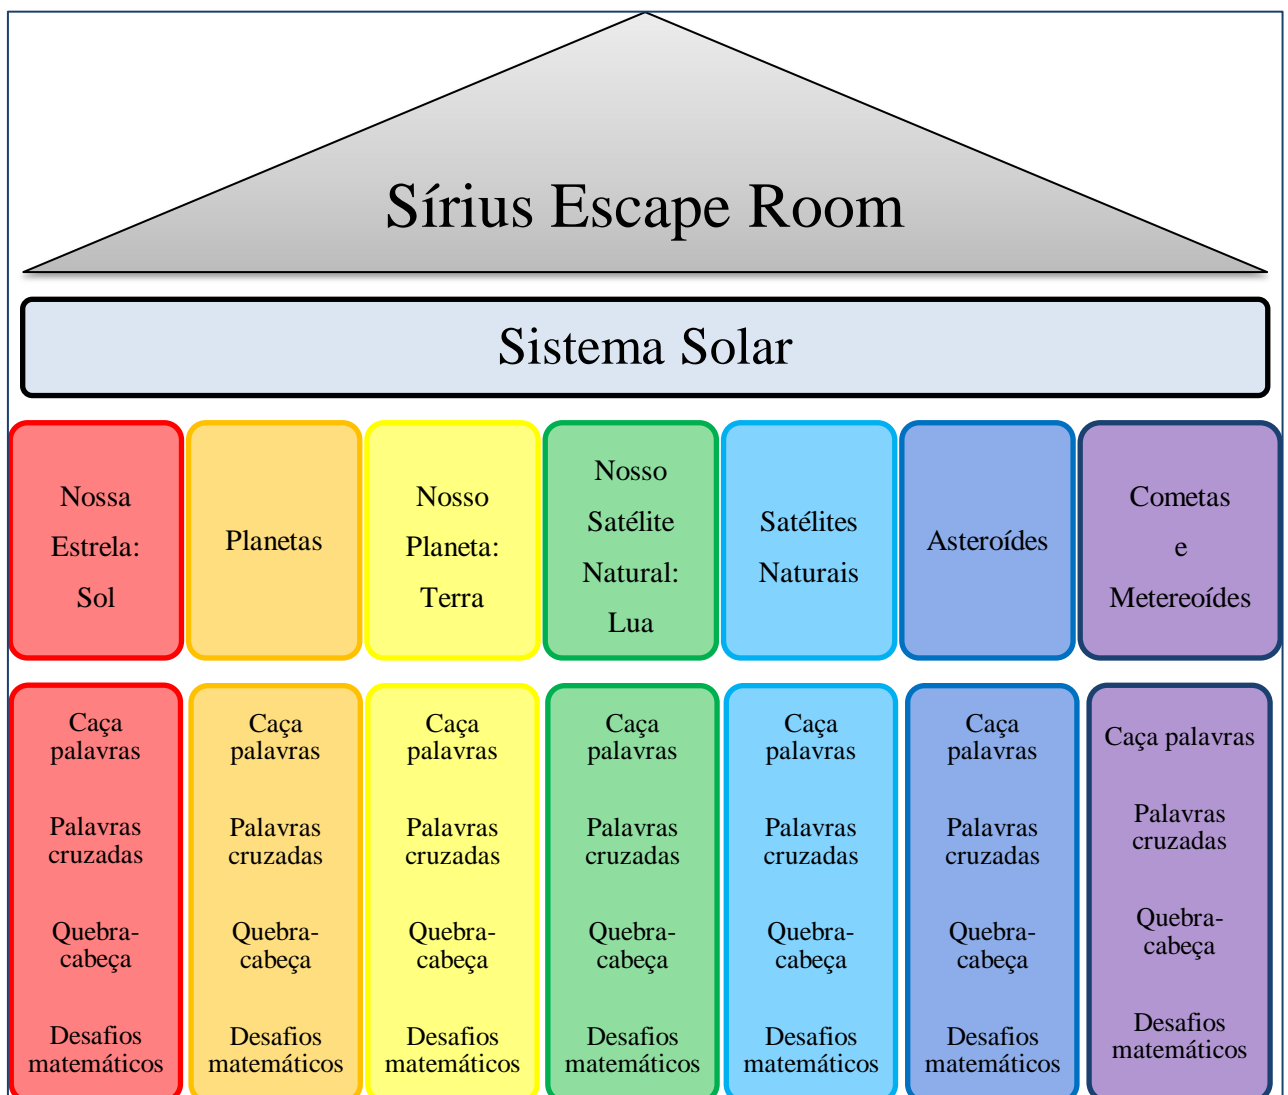 Sírius Escape Room
Sistema Solar
Nossa
Estrela:
Sol
Planetas
Nosso
Planeta:
Terra
Nosso
Satélite
Natural:
Lua
Satélites
Naturais
Asteroídes
Cometas
e
Metereoídes
Caça
palavras
Palavras
cruzadas
Quebra-
cabeça
Desafios
matemáticos
Caça
palavras
Palavras
cruzadas
Quebra-
cabeça
Desafios
matemáticos
Caça
palavras
Palavras
cruzadas
Quebra-
cabeça
Desafios
matemáticos
Caça
palavras
Palavras
cruzadas
Quebra-
cabeça
Desafios
matemáticos
Caça
palavras
Palavras
cruzadas
Quebra-
cabeça
Desafios
matemáticos
Caça
palavras
Palavras
cruzadas
Quebra-
cabeça
Desafios
matemáticos
Caça palavras
Palavras
cruzadas
Quebra-
cabeça
Desafios
matemáticos